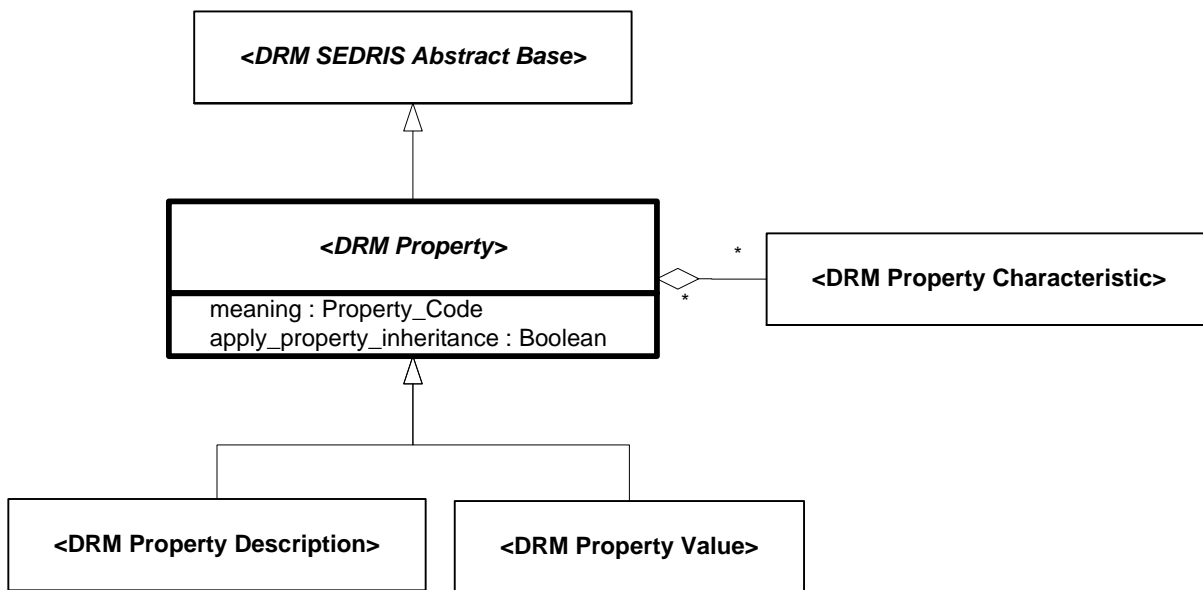 <DRM SEDRIS Abstract Base>
<DRM Property>
meaning : Property_Code
apply_property_inheritance : Boolean
*
*
<DRM Property Characteristic>
<DRM Property Description>
<DRM Property Value>